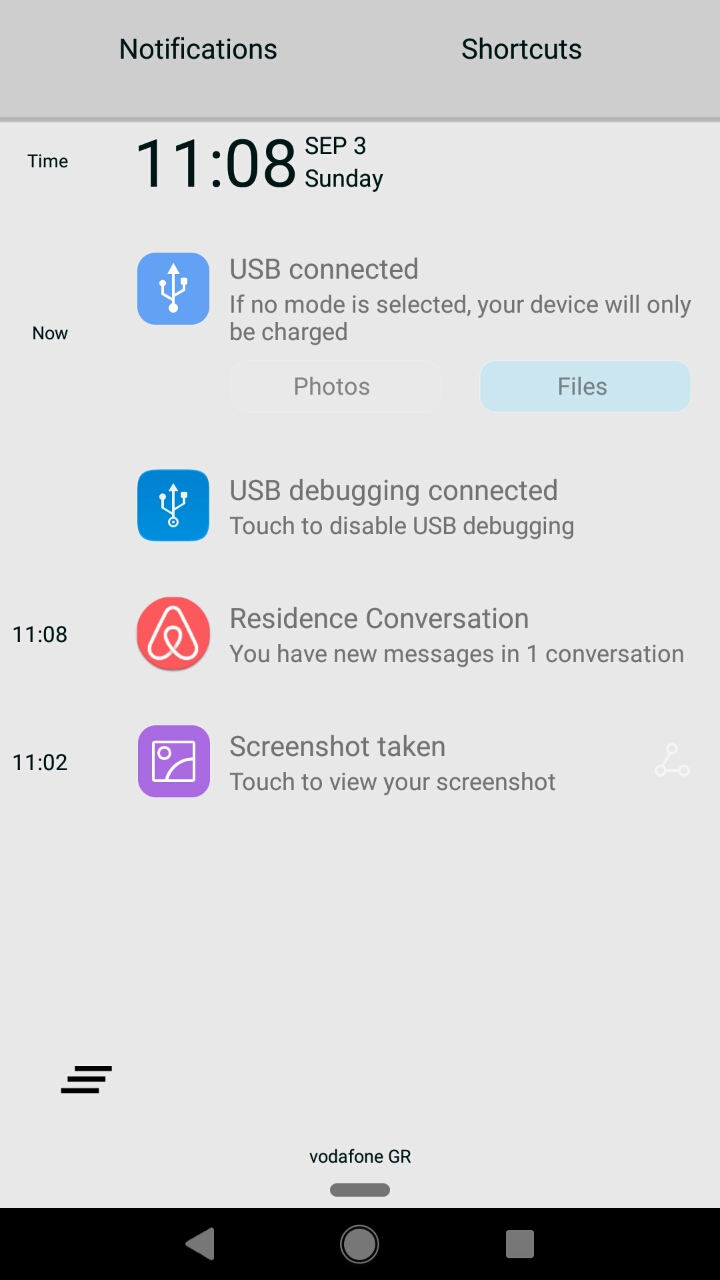 Notifications
Shortcuts
Time
11:08
SEP 3
Sunday
USB connected
If no mode is selected, your device will only
be charged
Now
Photos
Files
USB debugging connected
Touch to disable USB debugging
11:08
Residence Conversation
You have new messages in 1 conversation
11:02
Screenshot taken
Touch to view your screenshot
vodafone GR